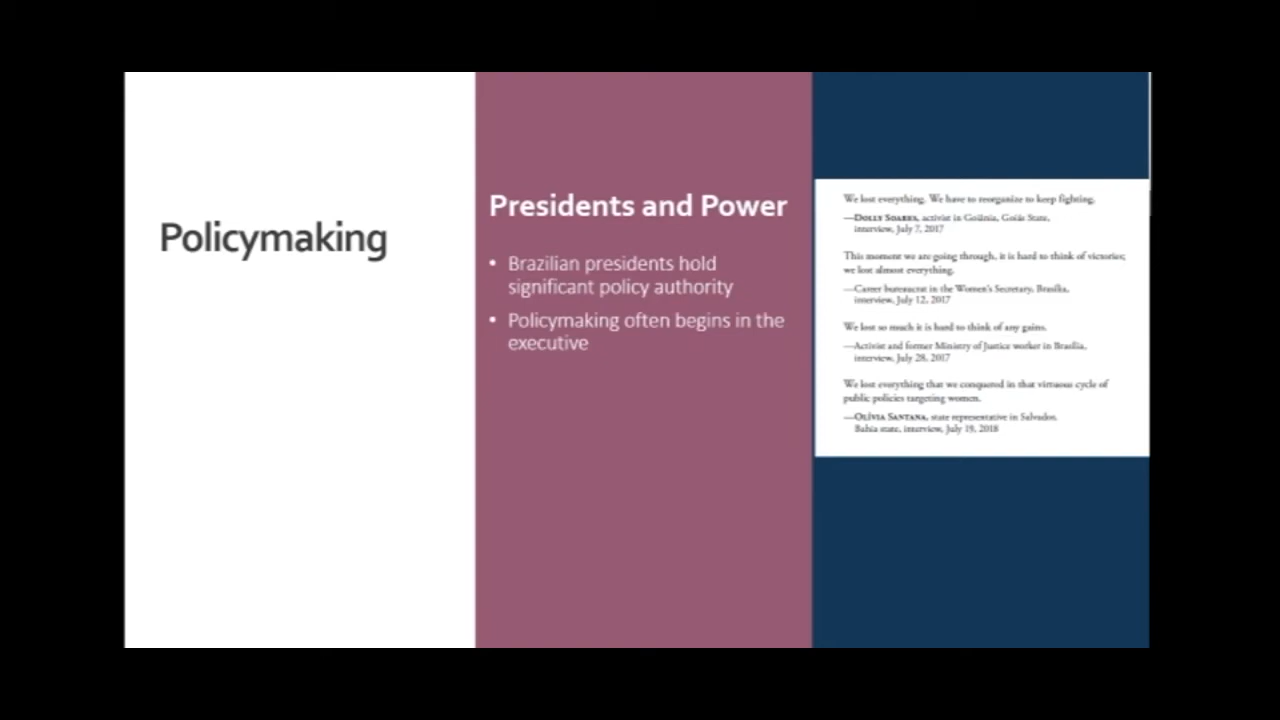 Policymaking
Presidents and Power
• Brazilian presidents hold
significant policy authority
• Policymaking often begins in the
executive
We lost everything. We have to reorganize to keep fighting.
—Dolly Soares, activist in Goiânia, Goiás State,
interview, July 7, 2017
This moment we are going through, it is hard to think of victories;
we lost almost everything.
—Career bureaucrat in the Women's Secretary, Brasília,
interview, July 12, 2017
We lost so much it is hard to think of any gains.
—Activist and former Ministry of Justice worker in Brasília,
interview, July 28, 2017
We lost everything that we conquered in that virtuous cycle of
public policies targeting women.
—Olívia Santana, state representative in Salvador,
Bahia state, interview, July 19, 2018